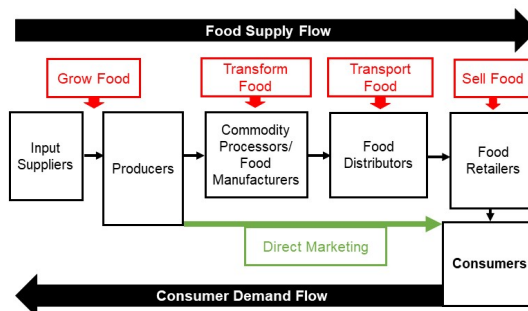 Food Supply Flow
Grow Food
Transform
Food
Transport
Food
Sell Food
Input
Suppliers
Producers
Commodity
Processors/
Food
Manufacturers
Food
Distributors
Food
Retailers
Direct Marketing
Consumers
Consumer Demand Flow